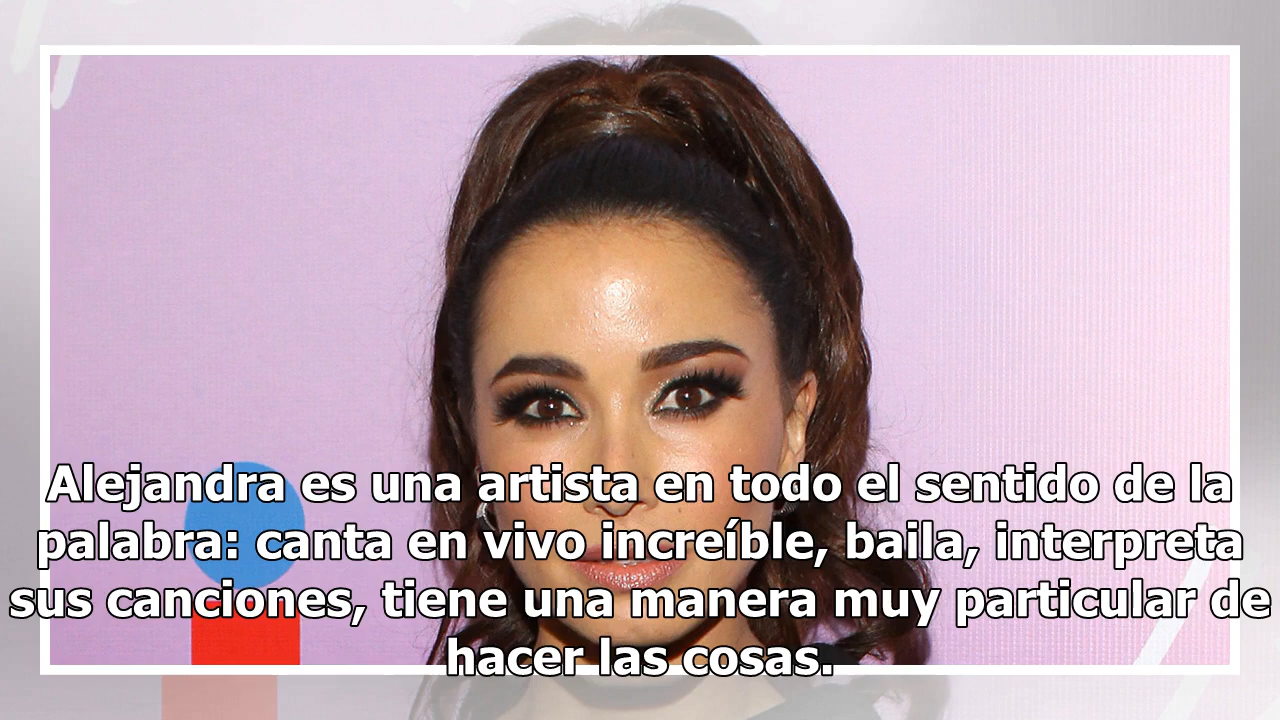 Alejandra es una artista en todo el sentido de la
palabra: canta en vivo increíble, baila, interpreta
sus canciones, tiene una manera muy particular de
hacer las cosas.